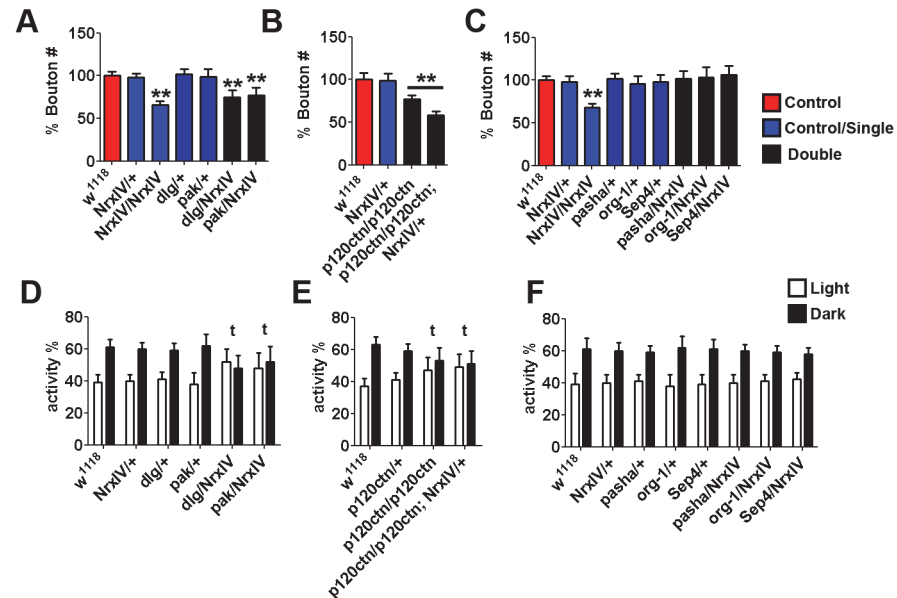 A
B
C
% Bouton #
150
100
50
0
**
**
**
w1118
NrxIV/+
NrxIV/NrxIV
dlg/+
pak/+
dlg/NrxIV
pak/NrxIV
% Bouton #
150
100
50
0
**
w1118
NrxIV/+
p120ctn/p120ctn
p120ctn/p120ctn;
NrxIV/+
% Bouton #
150
100
50
0
**
w1118
NrxIV/+
NrxIV/NrxIV
pasha/+
org-1/+
Sep4/+
pasha/NrxIV
org-1/NrxIV
Sep4/NrxIV
Control
Control/Single
Double
D
E
F
Light
Dark
activity %
80
60
40
20
0
t
t
w1118
NrxIV/+
dlg/+
pak/+
dlg/NrxIV
pak/NrxIV
activity %
80
60
40
20
0
t
t
w1118
p120ctn/+
p120ctn/p120ctn
p120ctn/p120ctn; NrxIV/+
activity %
80
60
40
20
0
w1118
NrxIV/+
pasha/+
org-1/+
Sep4/+
pasha/NrxIV
org-1/NrxIV
Sep4/NrxIV